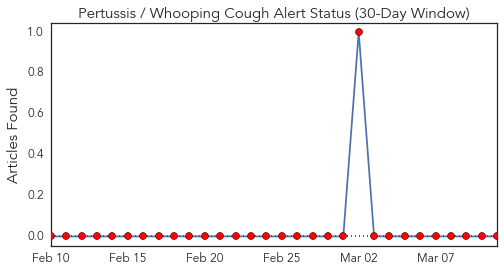 Pertussis / Whooping Cough Alert Status (30-Day Window)
Articles Found
1.0
0.8
0.6
0.4
0.2
0.0
Feb 10
Feb 15
Feb 20
Feb 25
Mar 02
Mar 07